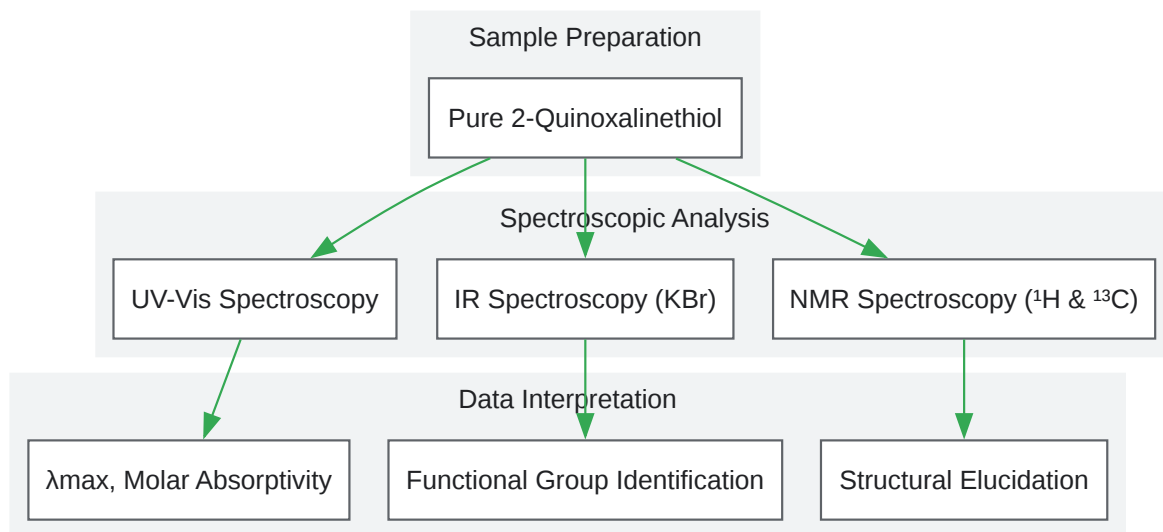 Sample Preparation
Pure 2-Quinoxalinethiol
Spectroscopic Analysis
UV-Vis Spectroscopy
IR Spectroscopy (KBr)
NMR Spectroscopy (¹H & ¹³C)
Data Interpretation
λmax, Molar Absorptivity
Functional Group Identification
Structural Elucidation